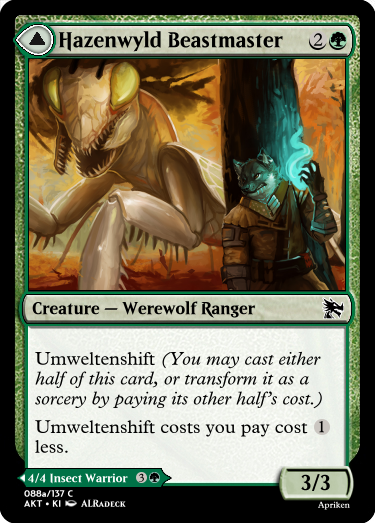 Hazenwyld Beastmaster 2
Creature — Werewolf Ranger
Umweltenshift (You may cast either
half of this card, or transform it as a
sorcery by paying its other half's cost.)
Umweltenshift costs you pay cost 1
less.
4/4 Insect Warrior 3
3/3
088a/137 C
AKT • KI ALRadeck
Apriken